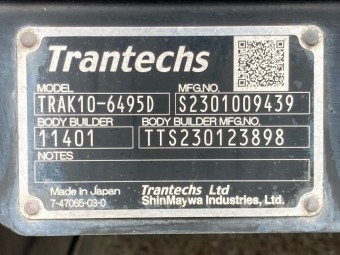 Trantechs
MODEL MFG.NO.
TRAK10-6495D S2301009439
BODY BUILDER BODY BUILDER MFG.NO.
11401 TTS230123898
NOTES
Made in Japan Trantechs Ltd
7-47065-03-0 ShinMaywa Industries, Ltd.